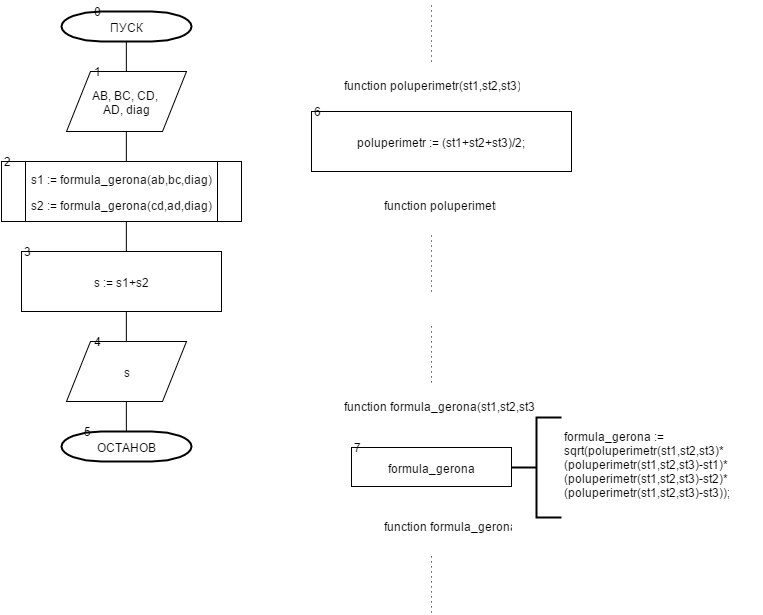 0
ПУСК
1
AB, BC, CD,
AD, diag
2
s1 := formula_gerona(ab,bc,diag)
s2 := formula_gerona(cd,ad,diag)
3
s := s1+s2
4
s
5
ОСТАНОВ
function poluperimetr(st1,st2,st3)
6
poluperimetr := (st1+st2+st3)/2;
function poluperimet
function formula_gerona(st1,st2,st3
7
formula_gerona
formula_gerona :=
sqrt(poluperimetr(st1,st2,st3)*
(poluperimetr(st1,st2,st3)-st1)*
(poluperimetr(st1,st2,st3)-st2)*
(poluperimetr(st1,st2,st3)-st3));
function formula_gerona